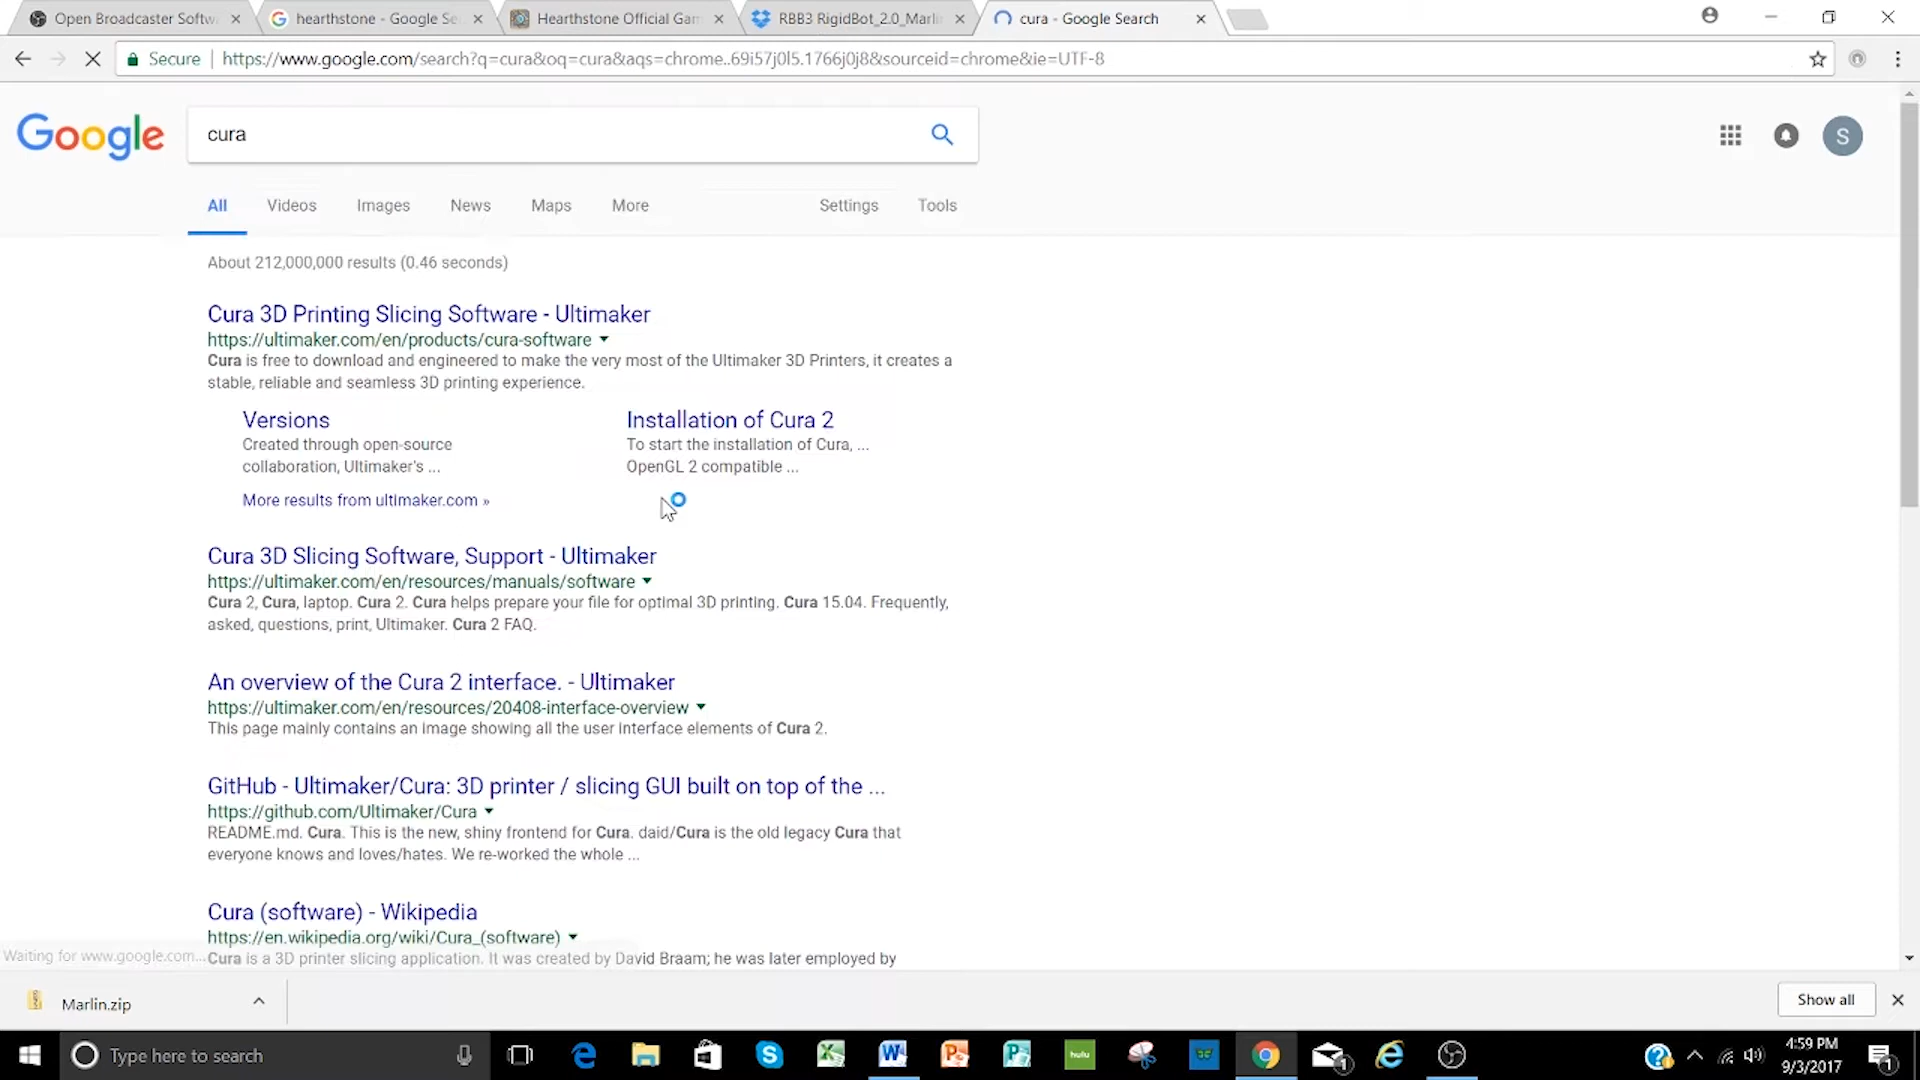 Open Broadcaster Softw
hearthstone - Google Se
Hearthstone Official Gam
RBB3 RigidBot_2.0_Marlin
cura - Google Search
Secure
https://www.google.com/search?q=cura&oq=cura&aqs=chrome..69i57j0l5.1766j0j8&sourceid=chrome&ie=UTF-8
Google
cura
S
All
Videos
Images
News
Maps
More
Settings
Tools
About 212,000,000 results (0.46 seconds)
Cura 3D Printing Slicing Software - Ultimaker
https://ultimaker.com/en/products/cura-software
Cura is free to download and engineered to make the very most of the Ultimaker 3D Printers, it creates a
stable, reliable and seamless 3D printing experience.
Versions
Created through open-source
collaboration, Ultimaker's ...
Installation of Cura 2
To start the installation of Cura, ...
OpenGL 2 compatible ...
More results from ultimaker.com »
Cura 3D Slicing Software, Support - Ultimaker
https://ultimaker.com/en/resources/manuals/software
Cura 2, Cura, laptop. Cura 2. Cura helps prepare your file for optimal 3D printing. Cura 15.04. Frequently,
asked, questions, print, Ultimaker. Cura 2 FAQ.
An overview of the Cura 2 interface. - Ultimaker
https://ultimaker.com/en/resources/20408-interface-overview
This page mainly contains an image showing all the user interface elements of Cura 2.
GitHub - Ultimaker/Cura: 3D printer / slicing GUI built on top of the ...
https://github.com/Ultimaker/Cura
README.md. Cura. This is the new, shiny frontend for Cura. daid/Cura is the old legacy Cura that
everyone knows and loves/hates. We re-worked the whole ...
Cura (software) - Wikipedia
https://en.wikipedia.org/wiki/Cura_(software)
Waiting for www.google.com...
Cura is a 3D printer slicing application. It was created by David Braam; he was later employed by
Marlin.zip
Show all
Type here to search
hulu
1
4:59 PM
9/3/2017
1